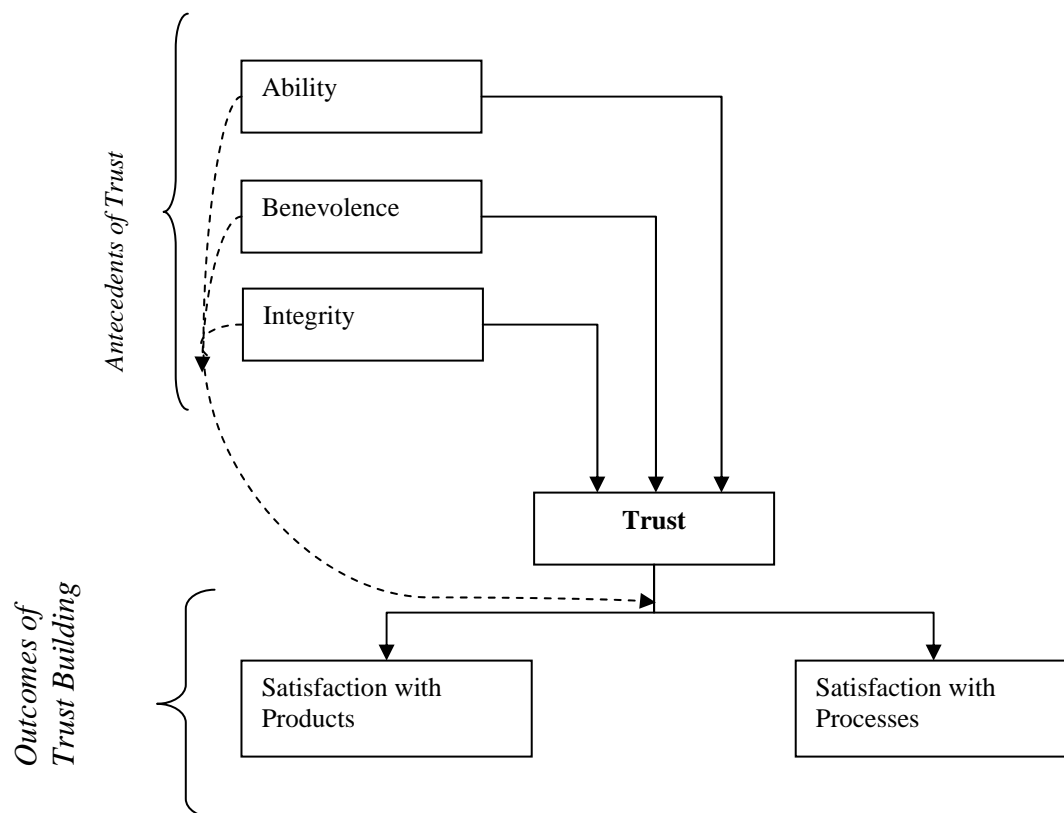 Antecedents of Trust
Ability
Benevolence
Integrity
Trust
Outcomes of
Trust Building
Satisfaction with
Products
Satisfaction with
Processes